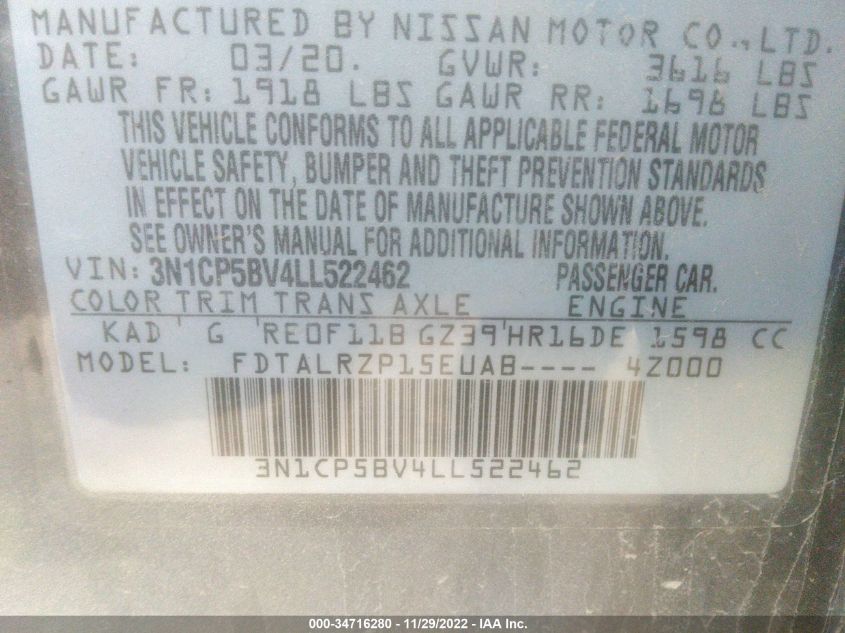 MANUFACTURED BY NISSAN MOTOR CO., LTD.
DATE: 03/20. GVWR: 3616 LBS
GAWR FR: 1918 LBS GAWR RR: 1698 LBS
THIS VEHICLE CONFORMS TO ALL APPLICABLE FEDERAL MOTOR
VEHICLE SAFETY, BUMPER AND THEFT PREVENTION STANDARDS
IN EFFECT ON THE DATE OF MANUFACTURE SHOWN ABOVE.
SEE OWNER'S MANUAL FOR ADDITIONAL INFORMATION.
VIN: 3N1CP5BV4LL522462 PASSENGER CAR.
COLOR TRIM TRANS AXLE ENGINE
KAD ' G ' RE0F11B GZ39 ' HR16DE 1598 CC
MODEL: FDTALRZP15EUAB---- 4Z000
3N1CP5BV4LL522462
000-34716280 - 11/29/2022 - IAA Inc.